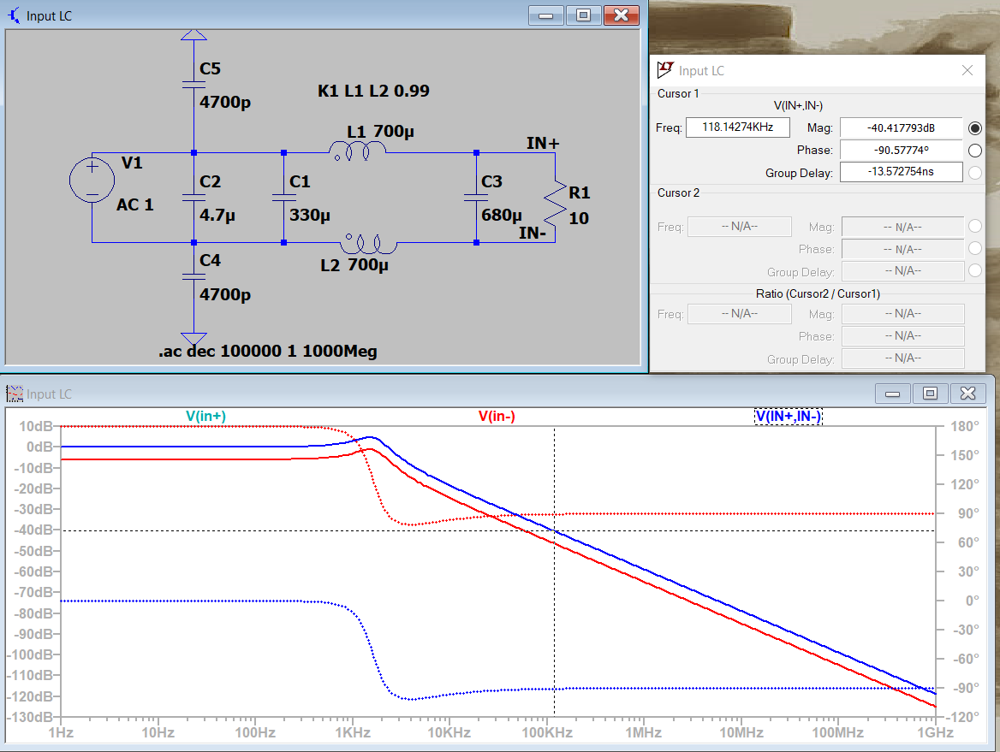 Input LC
C5
4700p
K1 L1 L2 0.99
L1 700µ
IN+
V1
AC 1
C2
4.7µ
C1
330µ
C3
680µ
R1
10
IN-
L2 700µ
C4
4700p
.ac dec 100000 1 1000Meg
Input LC
Cursor 1
V(IN+,IN-)
Freq: 118.14274KHz Mag: -40.417793dB
Phase: -90.57774°
Group Delay: -13.572754ns
Cursor 2
Freq: -- N/A-- Mag: -- N/A--
Phase: -- N/A--
Group Delay: -- N/A--
Ratio (Cursor2 / Cursor1)
Freq: -- N/A-- Mag: -- N/A--
Phase: -- N/A--
Group Delay: -- N/A--
Input LC
V(in+) V(in-) V(IN+,IN-)
10dB 180°
0dB 150°
-10dB
-20dB 120°
-30dB 90°
-40dB 60°
-50dB
-60dB 30°
-70dB 0°
-80dB -30°
-90dB
-100dB -60°
-110dB -90°
-120dB
-130dB -120°
1Hz 10Hz 100Hz 1KHz 10KHz 100KHz 1MHz 10MHz 100MHz 1GHz